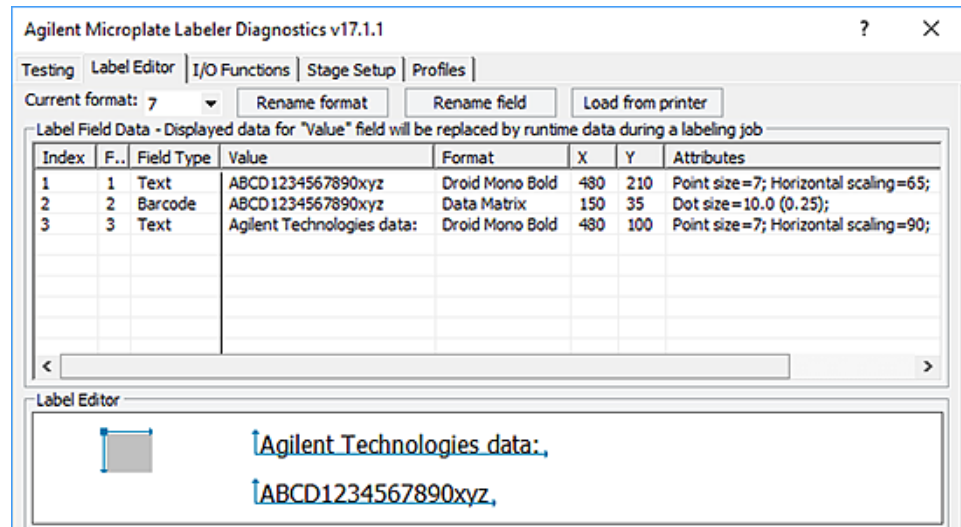 Agilent Microplate Labeler Diagnostics v17.1.1 ? ×
Testing Label Editor I/O Functions Stage Setup Profiles
Current format: 7 Rename format Rename field Load from printer
Label Field Data - Displayed data for "Value" field will be replaced by runtime data during a labeling job
Index F.. Field Type Value Format X Y Attributes
1 1 Text ABCD1234567890xyz Droid Mono Bold 480 210 Point size=7; Horizontal scaling=65;
2 2 Barcode ABCD1234567890xyz Data Matrix 150 35 Dot size=10.0 (0.25);
3 3 Text Agilent Technologies data: Droid Mono Bold 480 100 Point size=7; Horizontal scaling=90;
Label Editor
Agilent Technologies data:
ABCD1234567890xyz